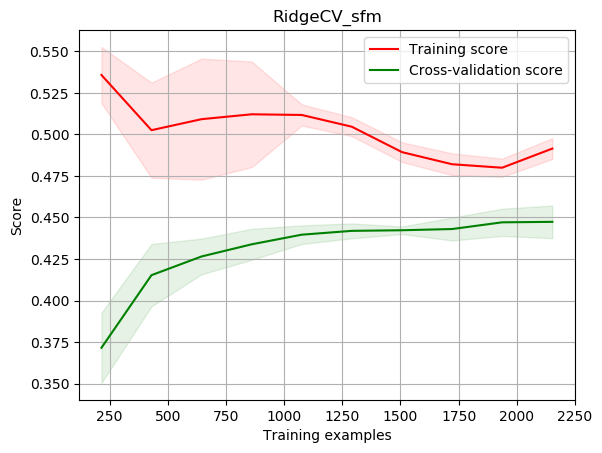 RidgeCV_sfm
Training score
Cross-validation score
0.550
0.525
0.500
0.475
0.450
0.425
0.400
0.375
0.350
Score
250 500 750 1000 1250 1500 1750 2000 2250
Training examples